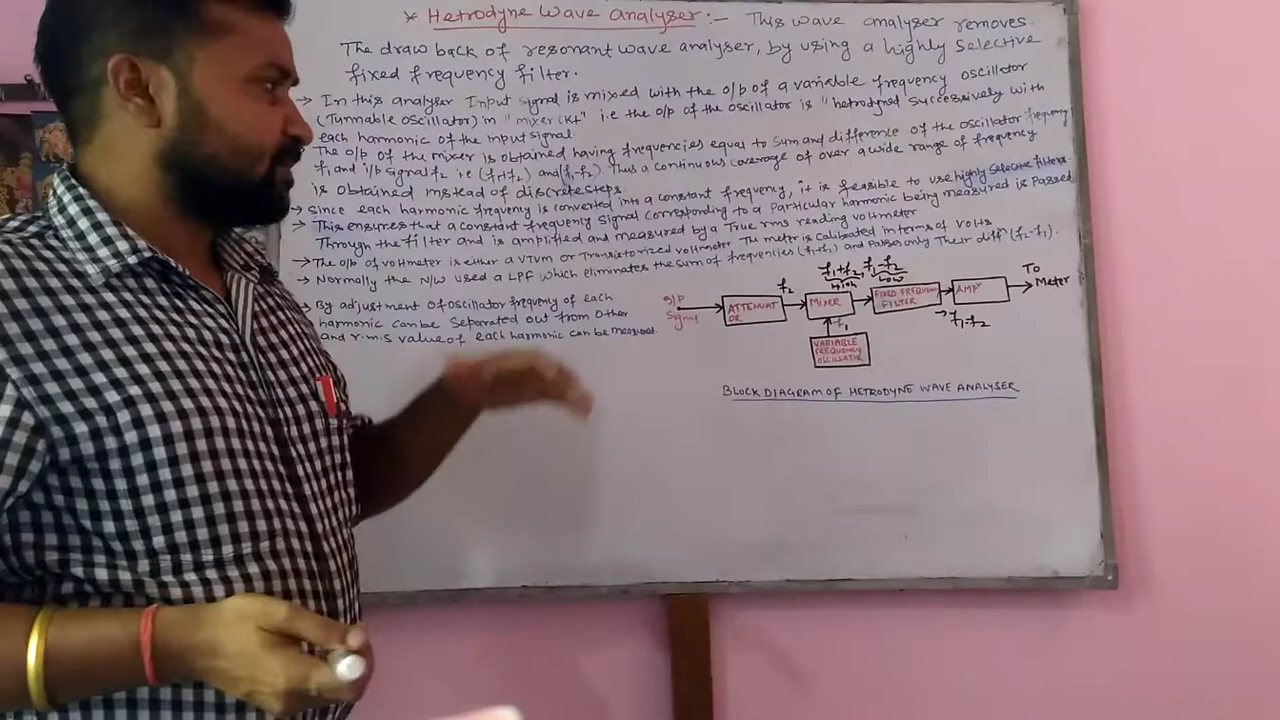 * Hetrodyne Wave Analyser :- This wave analyser removes.
The draw back of resonant wave analyser, by using a highly selective
fixed frequency filter.
→ In this analyser Input signal is mixed with the o/p of a variable frequency oscillator
(Tunnable oscillator) in "mixer ckt" i.e the o/p of the oscillator is "hetrodyned successively with
each harmonic of the input signal
The o/p of the mixer is obtained having frequencies equal to sum and difference of the oscillator frequency
f1 and i/p signal f2 i.e (f1+f2) and (f1-f2). Thus a continuous coverage of over a wide range of frequency
is obtained instead of discrete steps.
→ Since each harmonic frequency is converted into a constant frequency, it is feasible to use highly selective filters.
→ This ensures that a constant frequency signal corresponding to a particular harmonic being measured is passed
Through the filter and is amplified and measured by a True rms reading voltmeter
→ The o/p of voltmeter is either a VTVM or Transistorized voltmeter The meter is calibrated in terms of volts
→ Normally the N/W used a LPF which eliminates the sum of frequencies (f1+f2) and passes only Their diff (f2-f1).
→ By adjustment of oscillator frequency of each
harmonic can be separated out from other
and r.m.s value of each harmonic can be measured.
f1+f2, f1-f2
High Low
i/p
Signal
ATTENUAT
OR
f2
MIXER
FIXED FREQUENCY
FILTER
AMP
To
Meter
→ f1-f2
f1
VARIABLE
FREQUENCY
OSCILLATOR
BLOCK DIAGRAM OF HETRODYNE WAVE ANALYSER